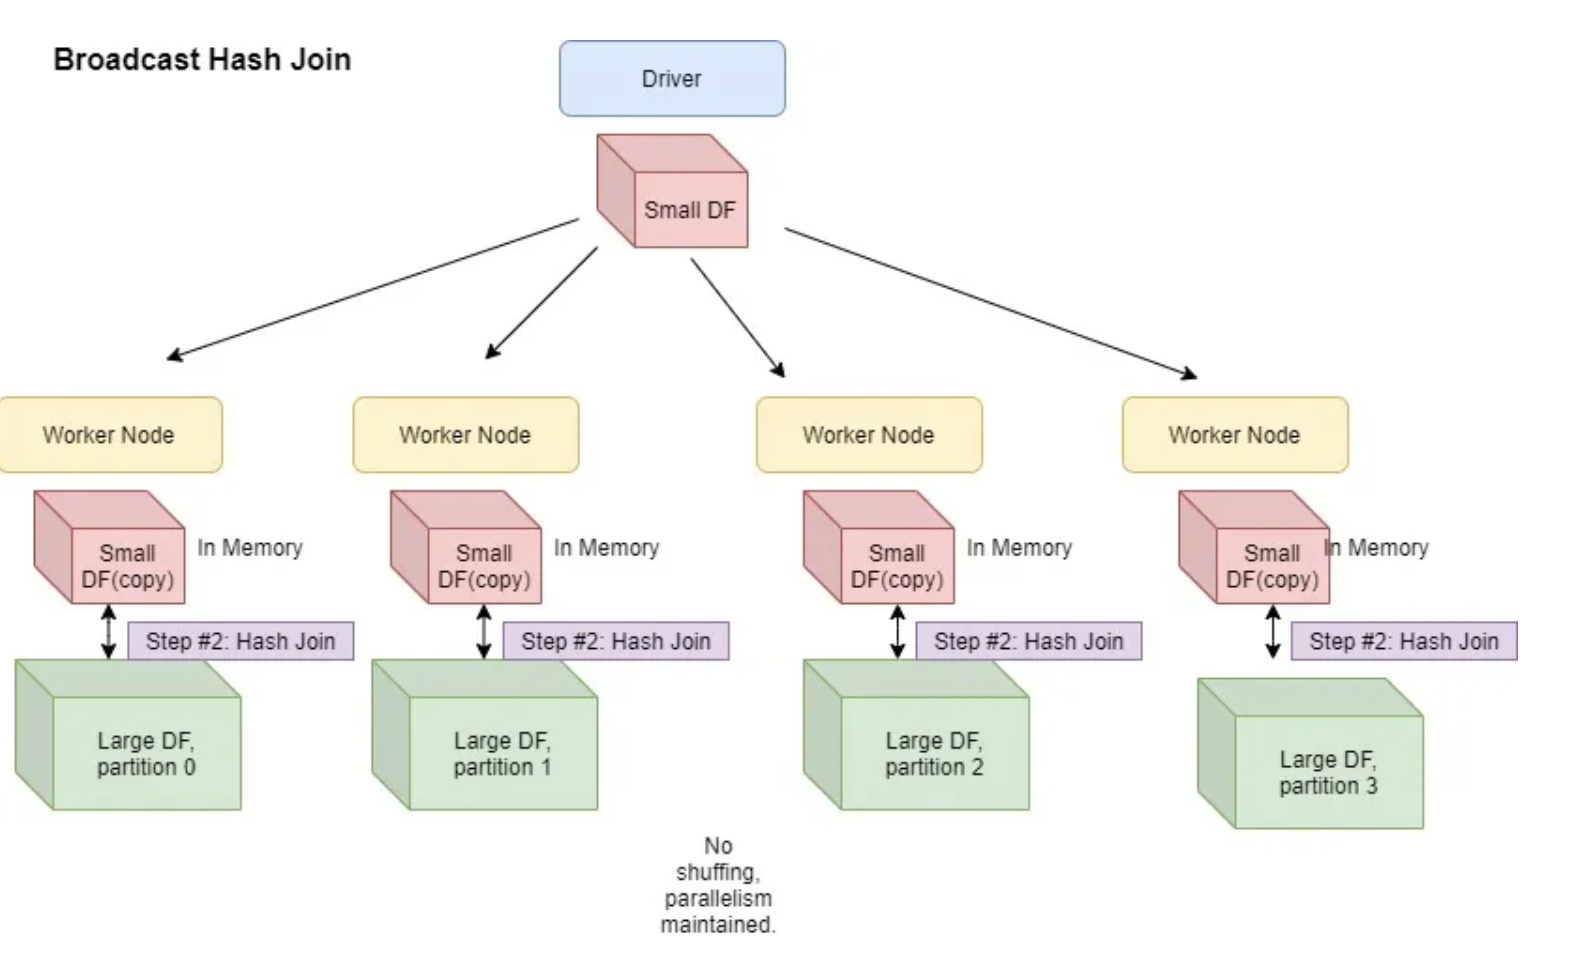 Broadcast Hash Join
Driver
Small DF
Worker Node
Worker Node
Worker Node
Worker Node
Small
DF(copy)
In Memory
Small
DF(copy)
In Memory
Small
DF(copy)
In Memory
Small
DF(copy)
In Memory
Step #2: Hash Join
Step #2: Hash Join
Step #2: Hash Join
Step #2: Hash Join
Large DF,
partition 0
Large DF,
partition 1
Large DF,
partition 2
Large DF,
partition 3
No
shuffing,
parallelism
maintained.